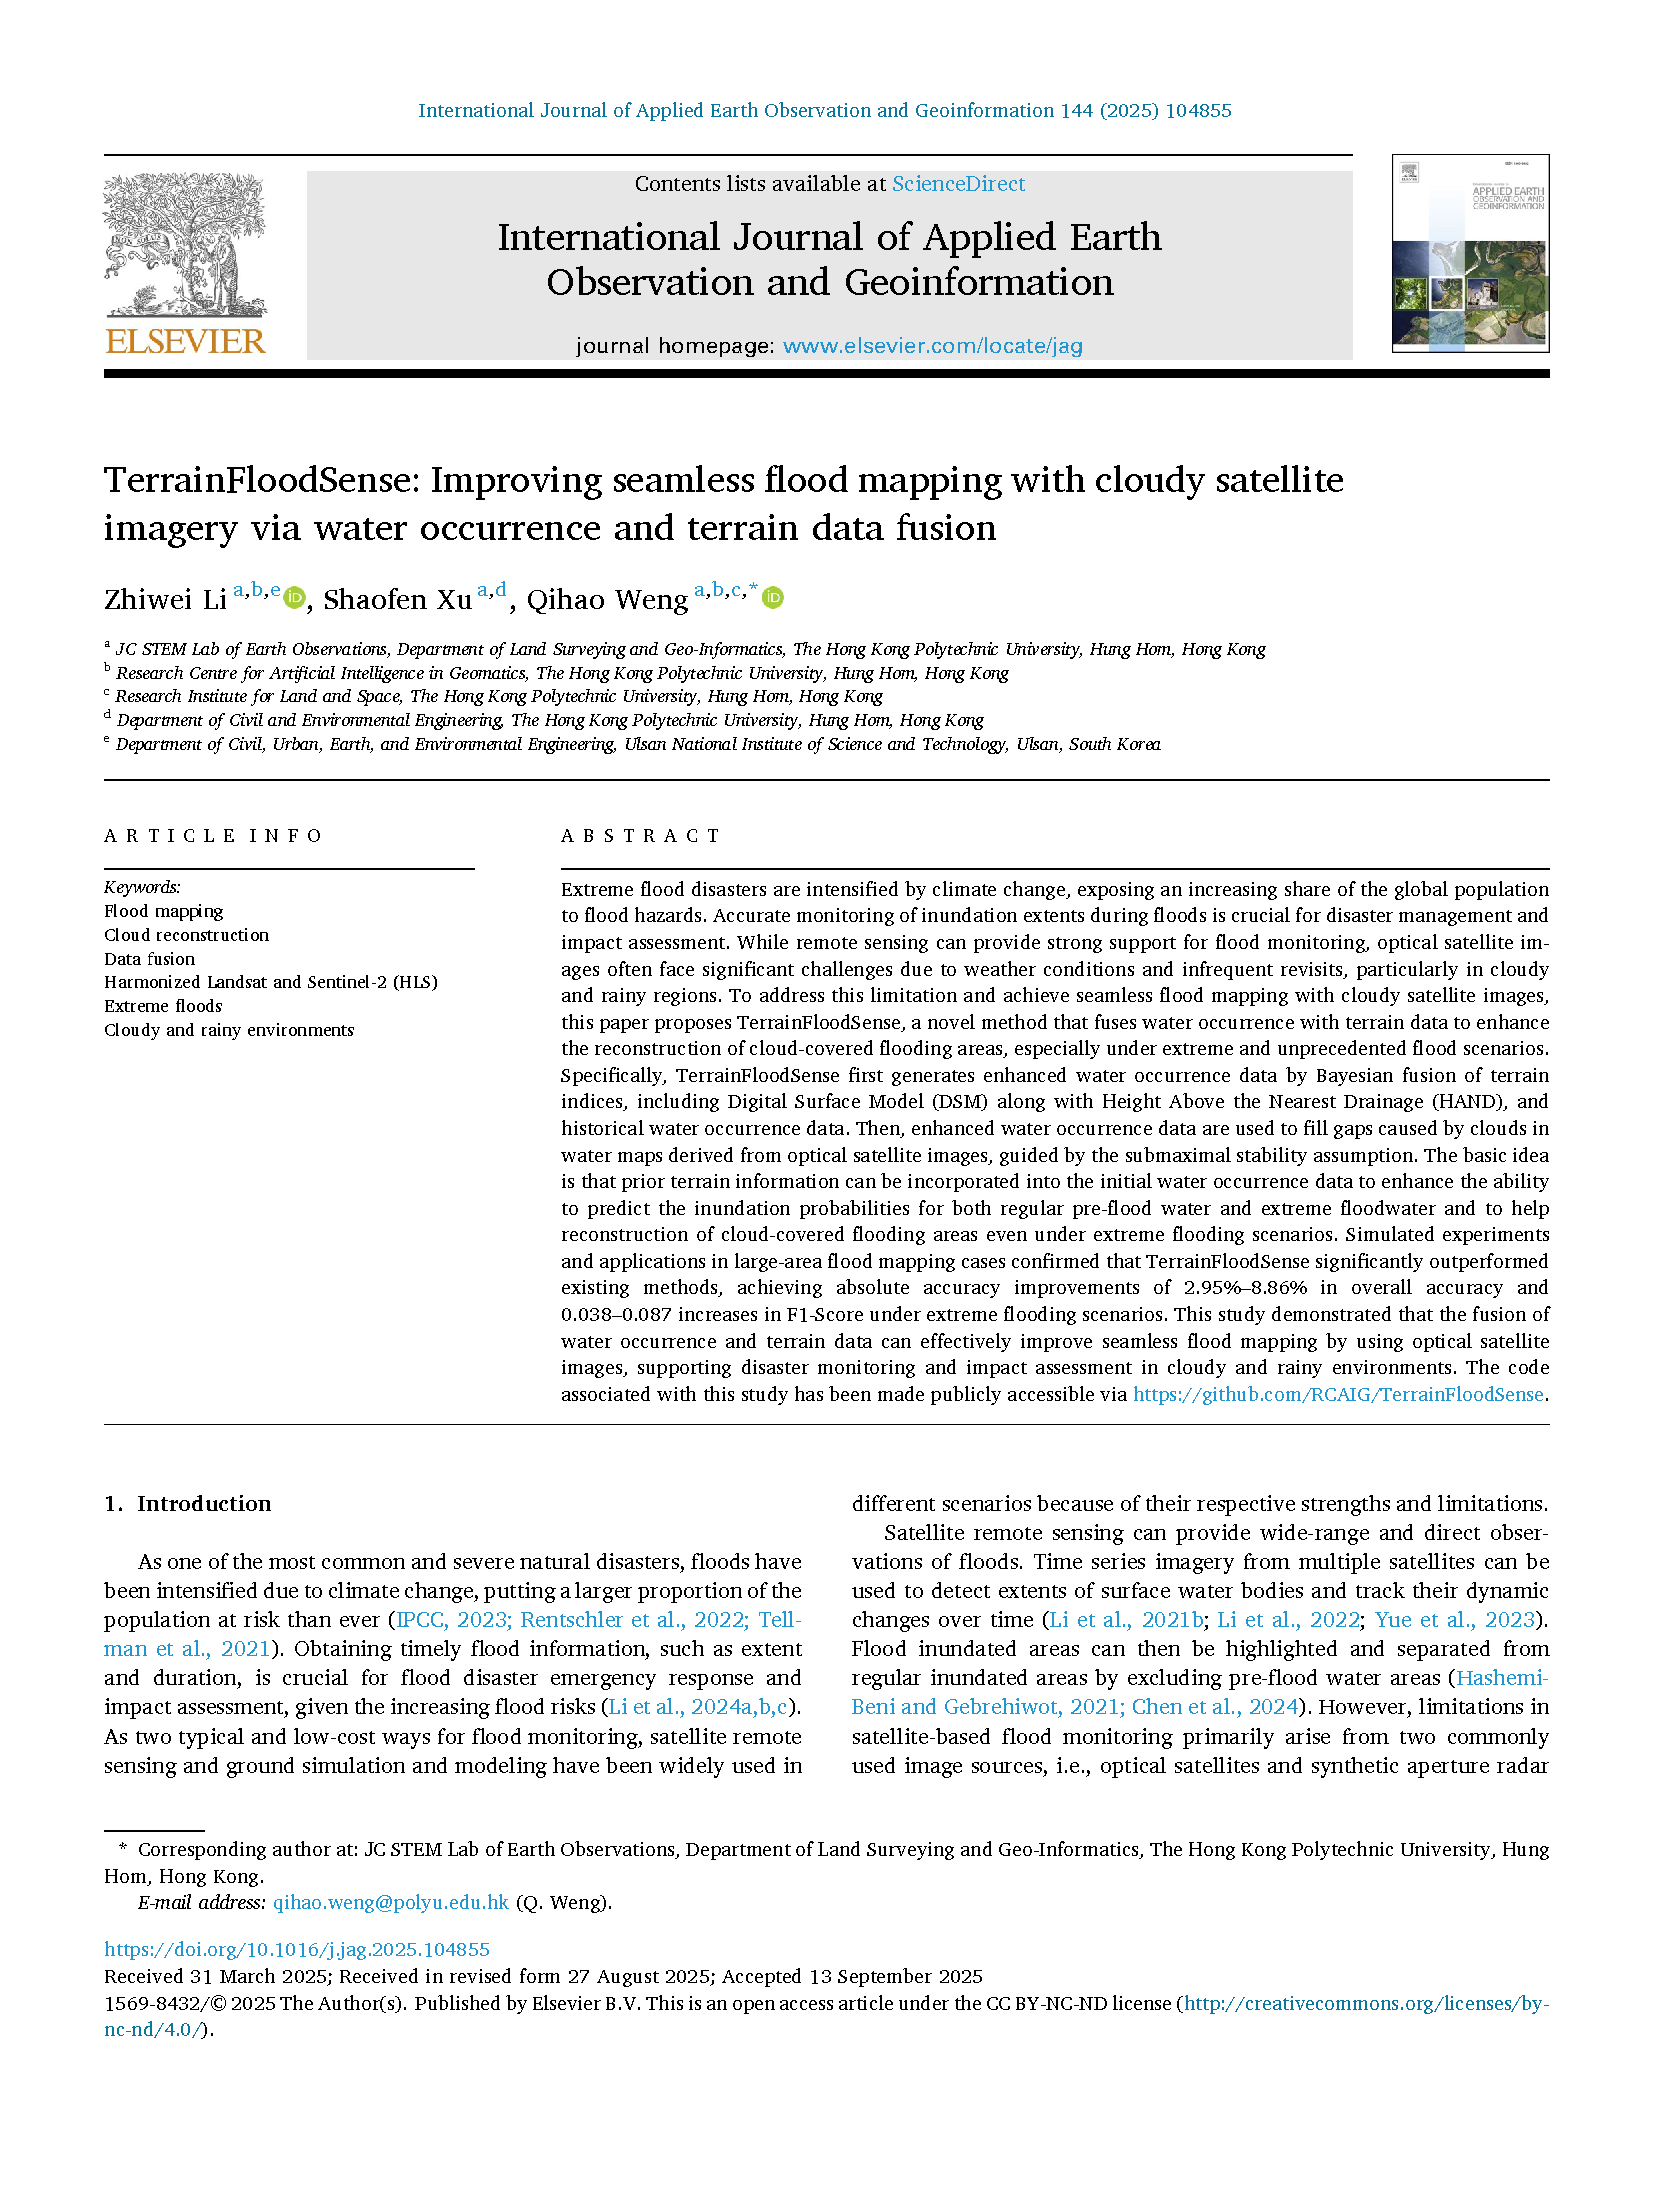 International Journal of Applied Earth Observation and Geoinformation 144 (2025) 104855
Contents lists available at ScienceDirect
International Journal of Applied Earth
Observation and Geoinformation
journal homepage: www.elsevier.com/locate/jag
ELSEVIER
APPLIED EARTH
OBSERVATION AND
GEOINFORMATION
TerrainFloodSense: Improving seamless flood mapping with cloudy satellite
imagery via water occurrence and terrain data fusion
Zhiwei Li a,b,e, Shaofen Xu a,d, Qihao Weng a,b,c,*
a JC STEM Lab of Earth Observations, Department of Land Surveying and Geo-Informatics, The Hong Kong Polytechnic University, Hung Hom, Hong Kong
b Research Centre for Artificial Intelligence in Geomatics, The Hong Kong Polytechnic University, Hung Hom, Hong Kong
c Research Institute for Land and Space, The Hong Kong Polytechnic University, Hung Hom, Hong Kong
d Department of Civil and Environmental Engineering, The Hong Kong Polytechnic University, Hung Hom, Hong Kong
e Department of Civil, Urban, Earth, and Environmental Engineering, Ulsan National Institute of Science and Technology, Ulsan, South Korea
ARTICLE INFO
Keywords:
Flood mapping
Cloud reconstruction
Data fusion
Harmonized Landsat and Sentinel-2 (HLS)
Extreme floods
Cloudy and rainy environments
ABSTRACT
Extreme flood disasters are intensified by climate change, exposing an increasing share of the global population
to flood hazards. Accurate monitoring of inundation extents during floods is crucial for disaster management and
impact assessment. While remote sensing can provide strong support for flood monitoring, optical satellite im-
ages often face significant challenges due to weather conditions and infrequent revisits, particularly in cloudy
and rainy regions. To address this limitation and achieve seamless flood mapping with cloudy satellite images,
this paper proposes TerrainFloodSense, a novel method that fuses water occurrence with terrain data to enhance
the reconstruction of cloud-covered flooding areas, especially under extreme and unprecedented flood scenarios.
Specifically, TerrainFloodSense first generates enhanced water occurrence data by Bayesian fusion of terrain
indices, including Digital Surface Model (DSM) along with Height Above the Nearest Drainage (HAND), and
historical water occurrence data. Then, enhanced water occurrence data are used to fill gaps caused by clouds in
water maps derived from optical satellite images, guided by the submaximal stability assumption. The basic idea
is that prior terrain information can be incorporated into the initial water occurrence data to enhance the ability
to predict the inundation probabilities for both regular pre-flood water and extreme floodwater and to help
reconstruction of cloud-covered flooding areas even under extreme flooding scenarios. Simulated experiments
and applications in large-area flood mapping cases confirmed that TerrainFloodSense significantly outperformed
existing methods, achieving absolute accuracy improvements of 2.95%–8.86% in overall accuracy and
0.038–0.087 increases in F1-Score under extreme flooding scenarios. This study demonstrated that the fusion of
water occurrence and terrain data can effectively improve seamless flood mapping by using optical satellite
images, supporting disaster monitoring and impact assessment in cloudy and rainy environments. The code
associated with this study has been made publicly accessible via https://github.com/RCAIG/TerrainFloodSense.
1. Introduction
As one of the most common and severe natural disasters, floods have
been intensified due to climate change, putting a larger proportion of the
population at risk than ever (IPCC, 2023; Rentschler et al., 2022; Tell-
man et al., 2021). Obtaining timely flood information, such as extent
and duration, is crucial for flood disaster emergency response and
impact assessment, given the increasing flood risks (Li et al., 2024a,b,c).
As two typical and low-cost ways for flood monitoring, satellite remote
sensing and ground simulation and modeling have been widely used in
different scenarios because of their respective strengths and limitations.
Satellite remote sensing can provide wide-range and direct obser-
vations of floods. Time series imagery from multiple satellites can be
used to detect extents of surface water bodies and track their dynamic
changes over time (Li et al., 2021b; Li et al., 2022; Yue et al., 2023).
Flood inundated areas can then be highlighted and separated from
regular inundated areas by excluding pre-flood water areas (Hashemi-
Beni and Gebrehiwot, 2021; Chen et al., 2024). However, limitations in
satellite-based flood monitoring primarily arise from two commonly
used image sources, i.e., optical satellites and synthetic aperture radar
* Corresponding author at: JC STEM Lab of Earth Observations, Department of Land Surveying and Geo-Informatics, The Hong Kong Polytechnic University, Hung
Hom, Hong Kong.
E-mail address: qihao.weng@polyu.edu.hk (Q. Weng).
https://doi.org/10.1016/j.jag.2025.104855
Received 31 March 2025; Received in revised form 27 August 2025; Accepted 13 September 2025
1569-8432/© 2025 The Author(s). Published by Elsevier B.V. This is an open access article under the CC BY-NC-ND license (http://creativecommons.org/licenses/by-
nc-nd/4.0/).